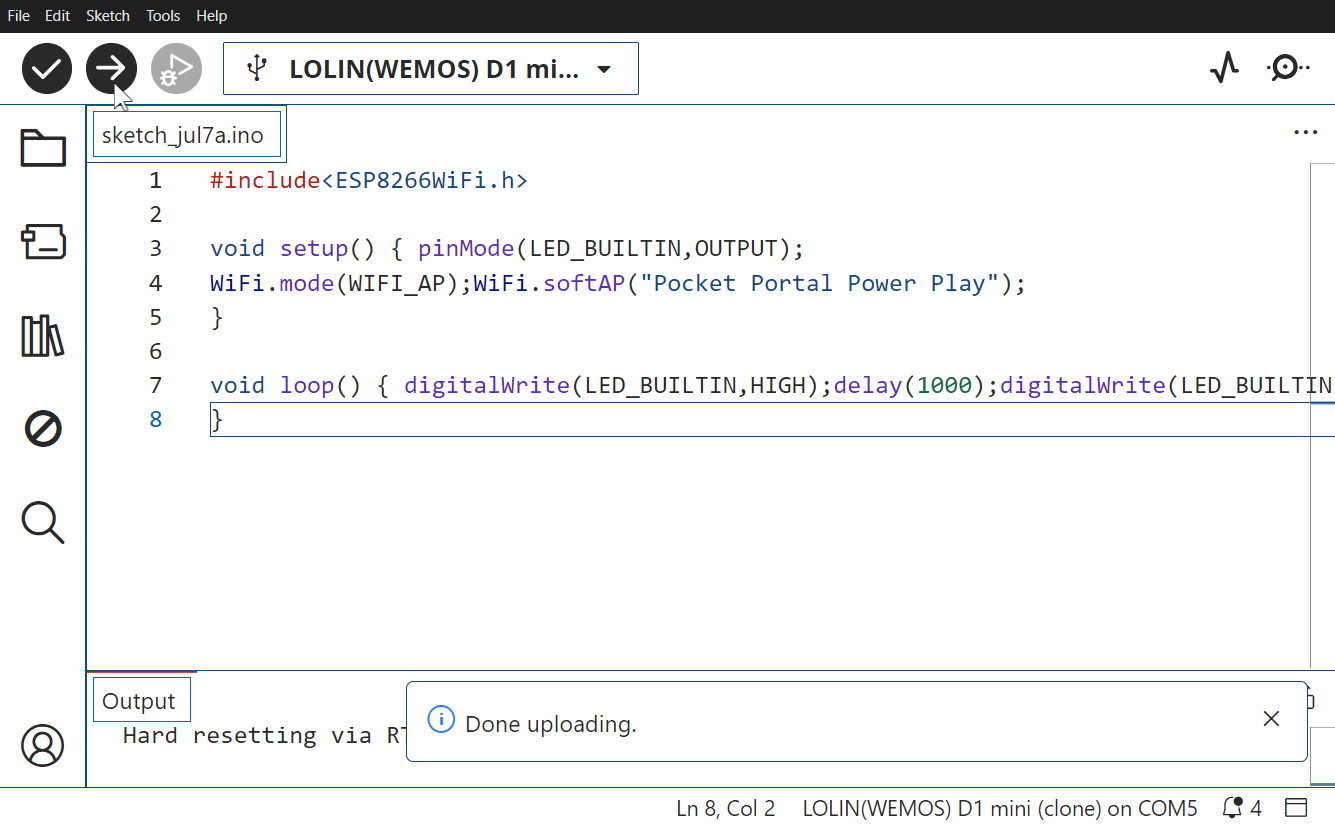 File Edit Sketch Tools Help
LOLIN(WEMOS) D1 mi...
sketch_jul7a.ino
1 #include<ESP8266WiFi.h>
2
3 void setup() { pinMode(LED_BUILTIN,OUTPUT);
4 WiFi.mode(WIFI_AP);WiFi.softAP("Pocket Portal Power Play");
5 }
6
7 void loop() { digitalWrite(LED_BUILTIN,HIGH);delay(1000);digitalWrite(LED_BUILTIN
8 }
Output
Hard resetting via
Done uploading.
Ln 8, Col 2 LOLIN(WEMOS) D1 mini (clone) on COM5 4